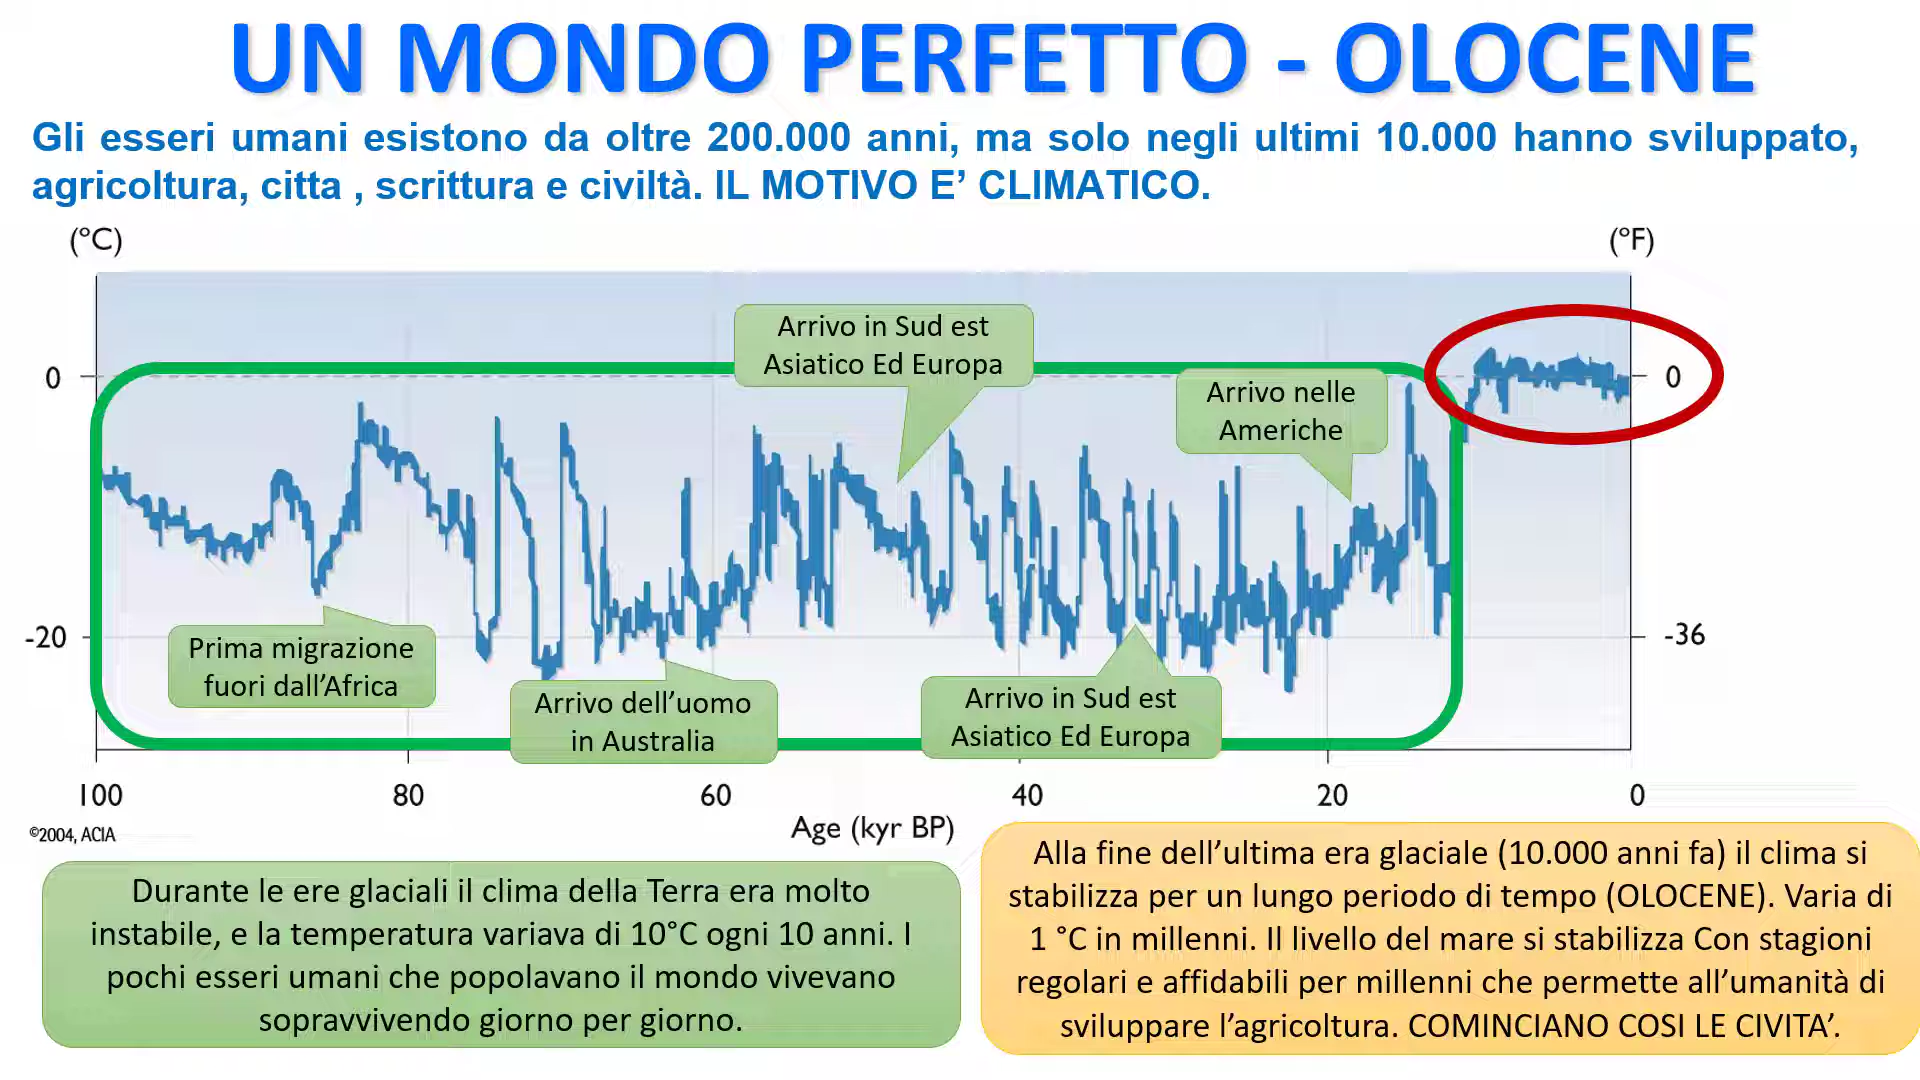 UN MONDO PERFETTO - OLOCENE
Gli esseri umani esistono da oltre 200.000 anni, ma solo negli ultimi 10.000 hanno sviluppato,
agricoltura, citta , scrittura e civiltà. IL MOTIVO E’ CLIMATICO.
(°C)
(°F)
Arrivo in Sud est
Asiatico Ed Europa
Arrivo nelle
Americhe
0
0
-20
-36
Prima migrazione
fuori dall’Africa
Arrivo dell’uomo
in Australia
Arrivo in Sud est
Asiatico Ed Europa
100
80
60
40
20
0
Age (kyr BP)
©2004, ACIA
Durante le ere glaciali il clima della Terra era molto
instabile, e la temperatura variava di 10°C ogni 10 anni. I
pochi esseri umani che popolavano il mondo vivevano
sopravvivendo giorno per giorno.
Alla fine dell’ultima era glaciale (10.000 anni fa) il clima si
stabilizza per un lungo periodo di tempo (OLOCENE). Varia di
1 °C in millenni. Il livello del mare si stabilizza Con stagioni
regolari e affidabili per millenni che permette all’umanità di
sviluppare l’agricoltura. COMINCIANO COSI LE CIVITA’.